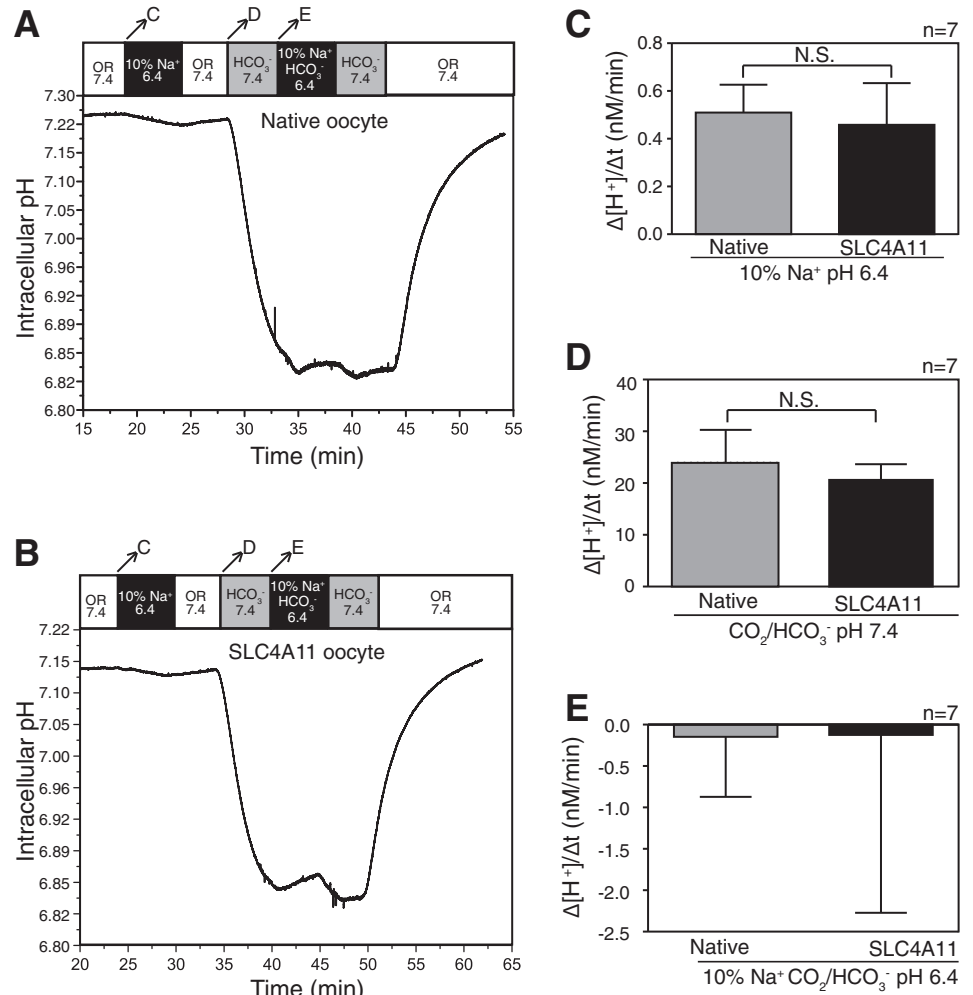 A
C
D
E
OR 7.4
10% Na⁺ 6.4
OR 7.4
HCO₃⁻ 7.4
10% Na⁺ HCO₃⁻ 6.4
HCO₃⁻ 7.4
OR 7.4
Native oocyte
Intracellular pH
7.30
7.22
7.15
7.10
7.05
7.00
6.96
6.92
6.89
6.85
6.82
6.80
15 20 25 30 35 40 45 50 55
Time (min)
B
C
D
E
OR 7.4
10% Na⁺ 6.4
OR 7.4
HCO₃⁻ 7.4
10% Na⁺ HCO₃⁻ 6.4
HCO₃⁻ 7.4
OR 7.4
SLC4A11 oocyte
Intracellular pH
7.22
7.15
7.10
7.05
7.00
6.96
6.92
6.89
6.85
6.82
6.80
20 25 30 35 40 45 50 55 60 65
Time (min)
C
n=7
N.S.
Δ[H⁺]/Δt (nM/min)
0.8
0.6
0.4
0.2
0.0
Native SLC4A11
10% Na⁺ pH 6.4
D
n=7
N.S.
Δ[H⁺]/Δt (nM/min)
40
30
20
10
0
Native SLC4A11
CO₂/HCO₃⁻ pH 7.4
E
n=7
Δ[H⁺]/Δt (nM/min)
0.0
-0.5
-1.0
-1.5
-2.0
-2.5
Native SLC4A11
10% Na⁺ CO₂/HCO₃⁻ pH 6.4